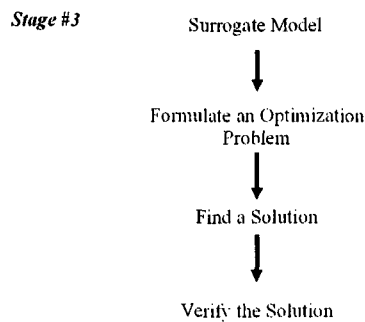 Stage #3
Surrogate Model
Formulate an Optimization
Problem
Find a Solution
Verify the Solution